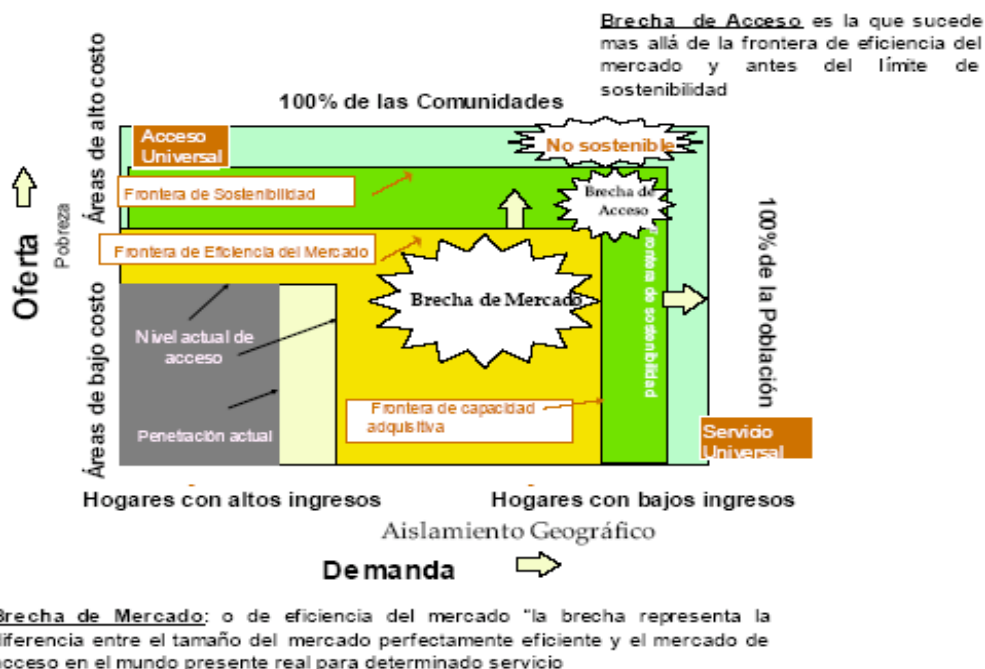 Brecha de Acceso es la que sucede
mas allá de la frontera de eficiencia del
mercado y antes del límite de
sostenibilidad
100% de las Comunidades
Acceso
Universal
No sostenible
Frontera de Sostenibilidad
Brecha de
Acceso
Frontera de Eficiencia del Mercado
Brecha de Mercado
Nivel actual de
acceso
Frontera de capacidad
adquisitiva
Penetración actual
Servicio
Universal
Frontera de sostenibilidad
100% de la Población
Oferta
Pobreza
Áreas de alto costo
Áreas de bajo costo
Hogares con altos ingresos
Hogares con bajos ingresos
Aislamiento Geográfico
Demanda
Brecha de Mercado: o de eficiencia del mercado "la brecha representa la
diferencia entre el tamaño del mercado perfectamente eficiente y el mercado de
acceso en el mundo presente real para determinado servicio